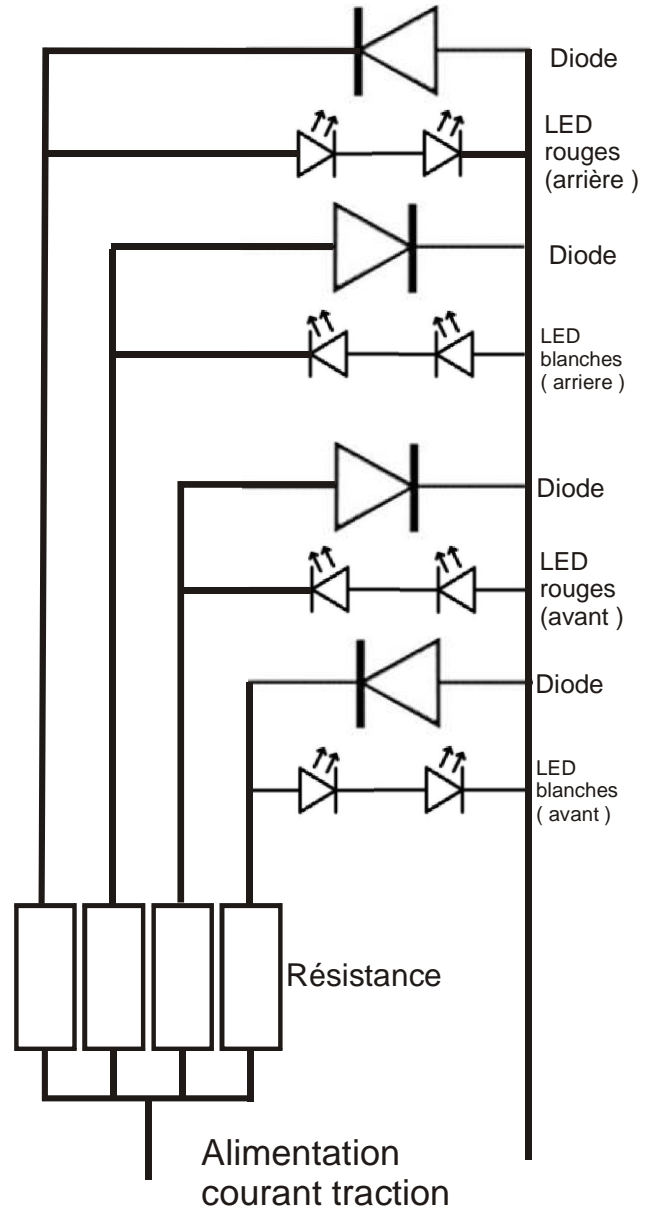 Diode
LED
rouges
(arrière )
Diode
LED
blanches
( arriere )
Diode
LED
rouges
(avant )
Diode
LED
blanches
( avant )
Résistance
Alimentation
courant traction